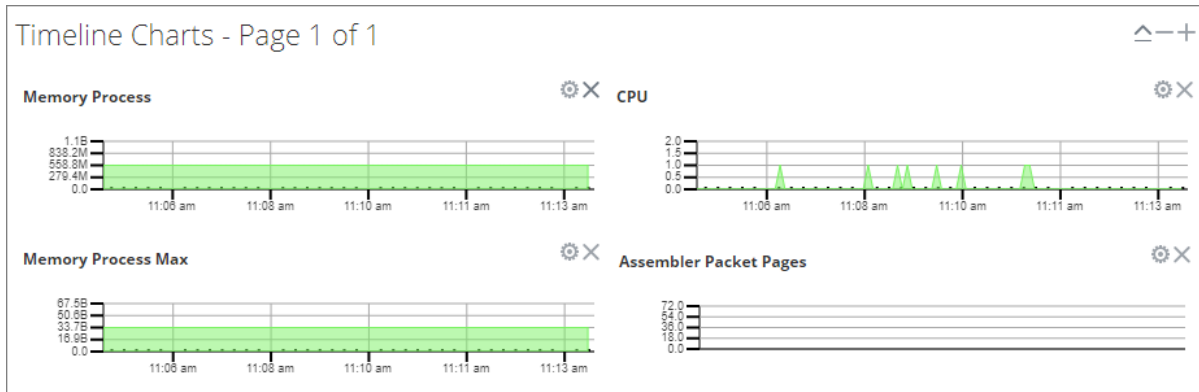 Timeline Charts - Page 1 of 1
Memory Process
1.1B
838.2M
558.8M
279.4M
0.0
11:06 am 11:08 am 11:10 am 11:11 am 11:13 am
CPU
2.0
1.5
1.0
0.5
0.0
11:06 am 11:08 am 11:10 am 11:11 am 11:13 am
Memory Process Max
67.5B
50.6B
33.7B
16.9B
0.0
11:06 am 11:08 am 11:10 am 11:11 am 11:13 am
Assembler Packet Pages
72.0
54.0
36.0
18.0
0.0